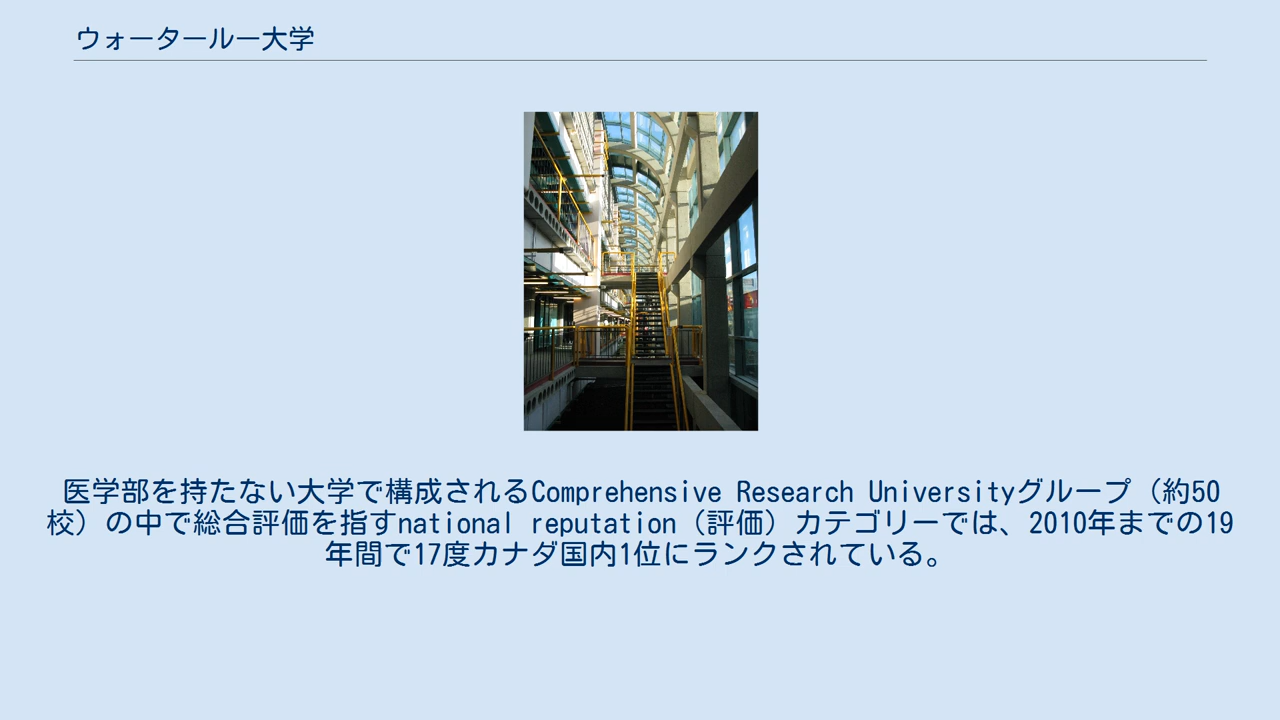 ウォータールー大学
医学部を持たない大学で構成されるComprehensive Research Universityグループ（約50
校）の中で総合評価を指すnational reputation（評価）カテゴリーでは、2010年までの19
年間で17度カナダ国内1位にランクされている。